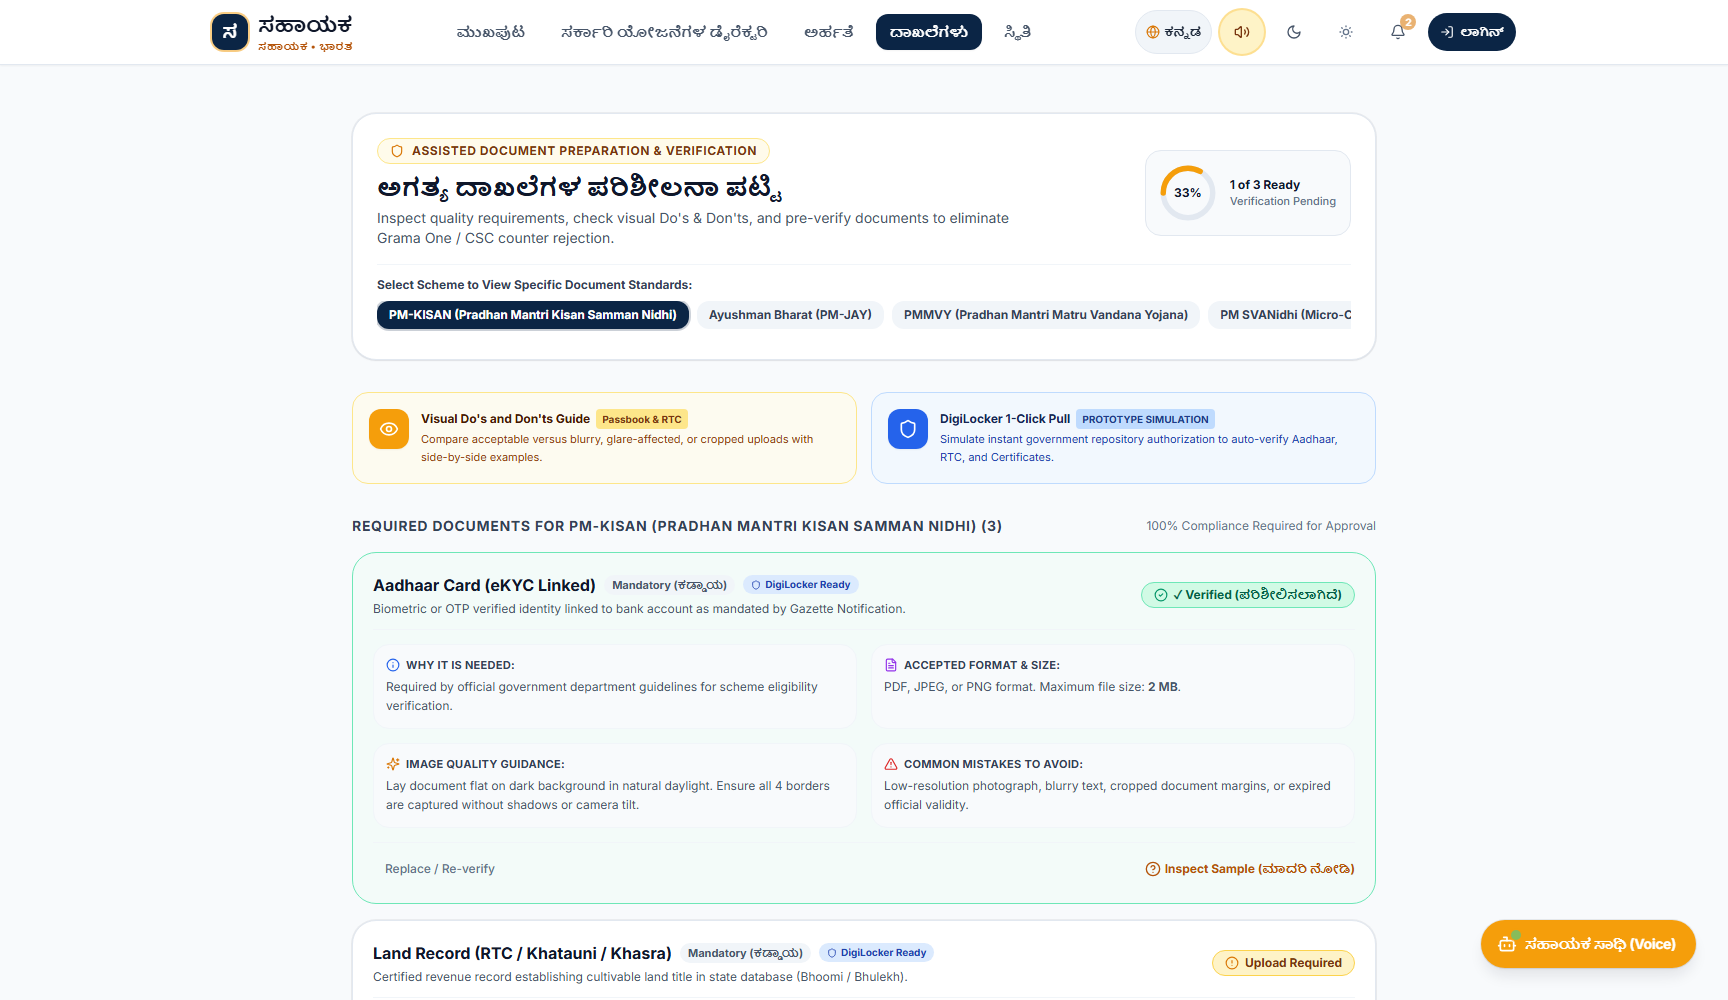 ಸ
ಸಹಾಯಕ
ಸಹಾಯಕ • ಭಾರತ
ಮುಖಪುಟ
ಸರ್ಕಾರಿ ಯೋಜನೆಗಳ ಡೈರೆಕ್ಟರಿ
ಅರ್ಹತೆ
ದಾಖಲೆಗಳು
ಸ್ಥಿತಿ
ಕನ್ನಡ
2
ಲಾಗಿನ್
ASSISTED DOCUMENT PREPARATION & VERIFICATION
ಅಗತ್ಯ ದಾಖಲೆಗಳ ಪರಿಶೀಲನಾ ಪಟ್ಟಿ
Inspect quality requirements, check visual Do's & Don'ts, and pre-verify documents to eliminate
Grama One / CSC counter rejection.
33%
1 of 3 Ready
Verification Pending
Select Scheme to View Specific Document Standards:
PM-KISAN (Pradhan Mantri Kisan Samman Nidhi)
Ayushman Bharat (PM-JAY)
PMMVY (Pradhan Mantri Matru Vandana Yojana)
PM SVANidhi (Micro-C
Visual Do's and Don'ts Guide
Passbook & RTC
Compare acceptable versus blurry, glare-affected, or cropped uploads with
side-by-side examples.
DigiLocker 1-Click Pull
PROTOTYPE SIMULATION
Simulate instant government repository authorization to auto-verify Aadhaar,
RTC, and Certificates.
REQUIRED DOCUMENTS FOR PM-KISAN (PRADHAN MANTRI KISAN SAMMAN NIDHI) (3)
100% Compliance Required for Approval
Aadhaar Card (eKYC Linked)
Mandatory (ಕಡ್ಡಾಯ)
DigiLocker Ready
Biometric or OTP verified identity linked to bank account as mandated by Gazette Notification.
✓ Verified (ಪರಿಶೀಲಿಸಲಾಗಿದೆ)
WHY IT IS NEEDED:
Required by official government department guidelines for scheme eligibility
verification.
ACCEPTED FORMAT & SIZE:
PDF, JPEG, or PNG format. Maximum file size: 2 MB.
IMAGE QUALITY GUIDANCE:
Lay document flat on dark background in natural daylight. Ensure all 4 borders
are captured without shadows or camera tilt.
COMMON MISTAKES TO AVOID:
Low-resolution photograph, blurry text, cropped document margins, or expired
official validity.
Replace / Re-verify
Inspect Sample (ಮಾದರಿ ನೋಡಿ)
Land Record (RTC / Khatauni / Khasra)
Mandatory (ಕಡ್ಡಾಯ)
DigiLocker Ready
Certified revenue record establishing cultivable land title in state database (Bhoomi / Bhulekh).
Upload Required
ಸಹಾಯಕ ಸಾಥಿ (Voice)